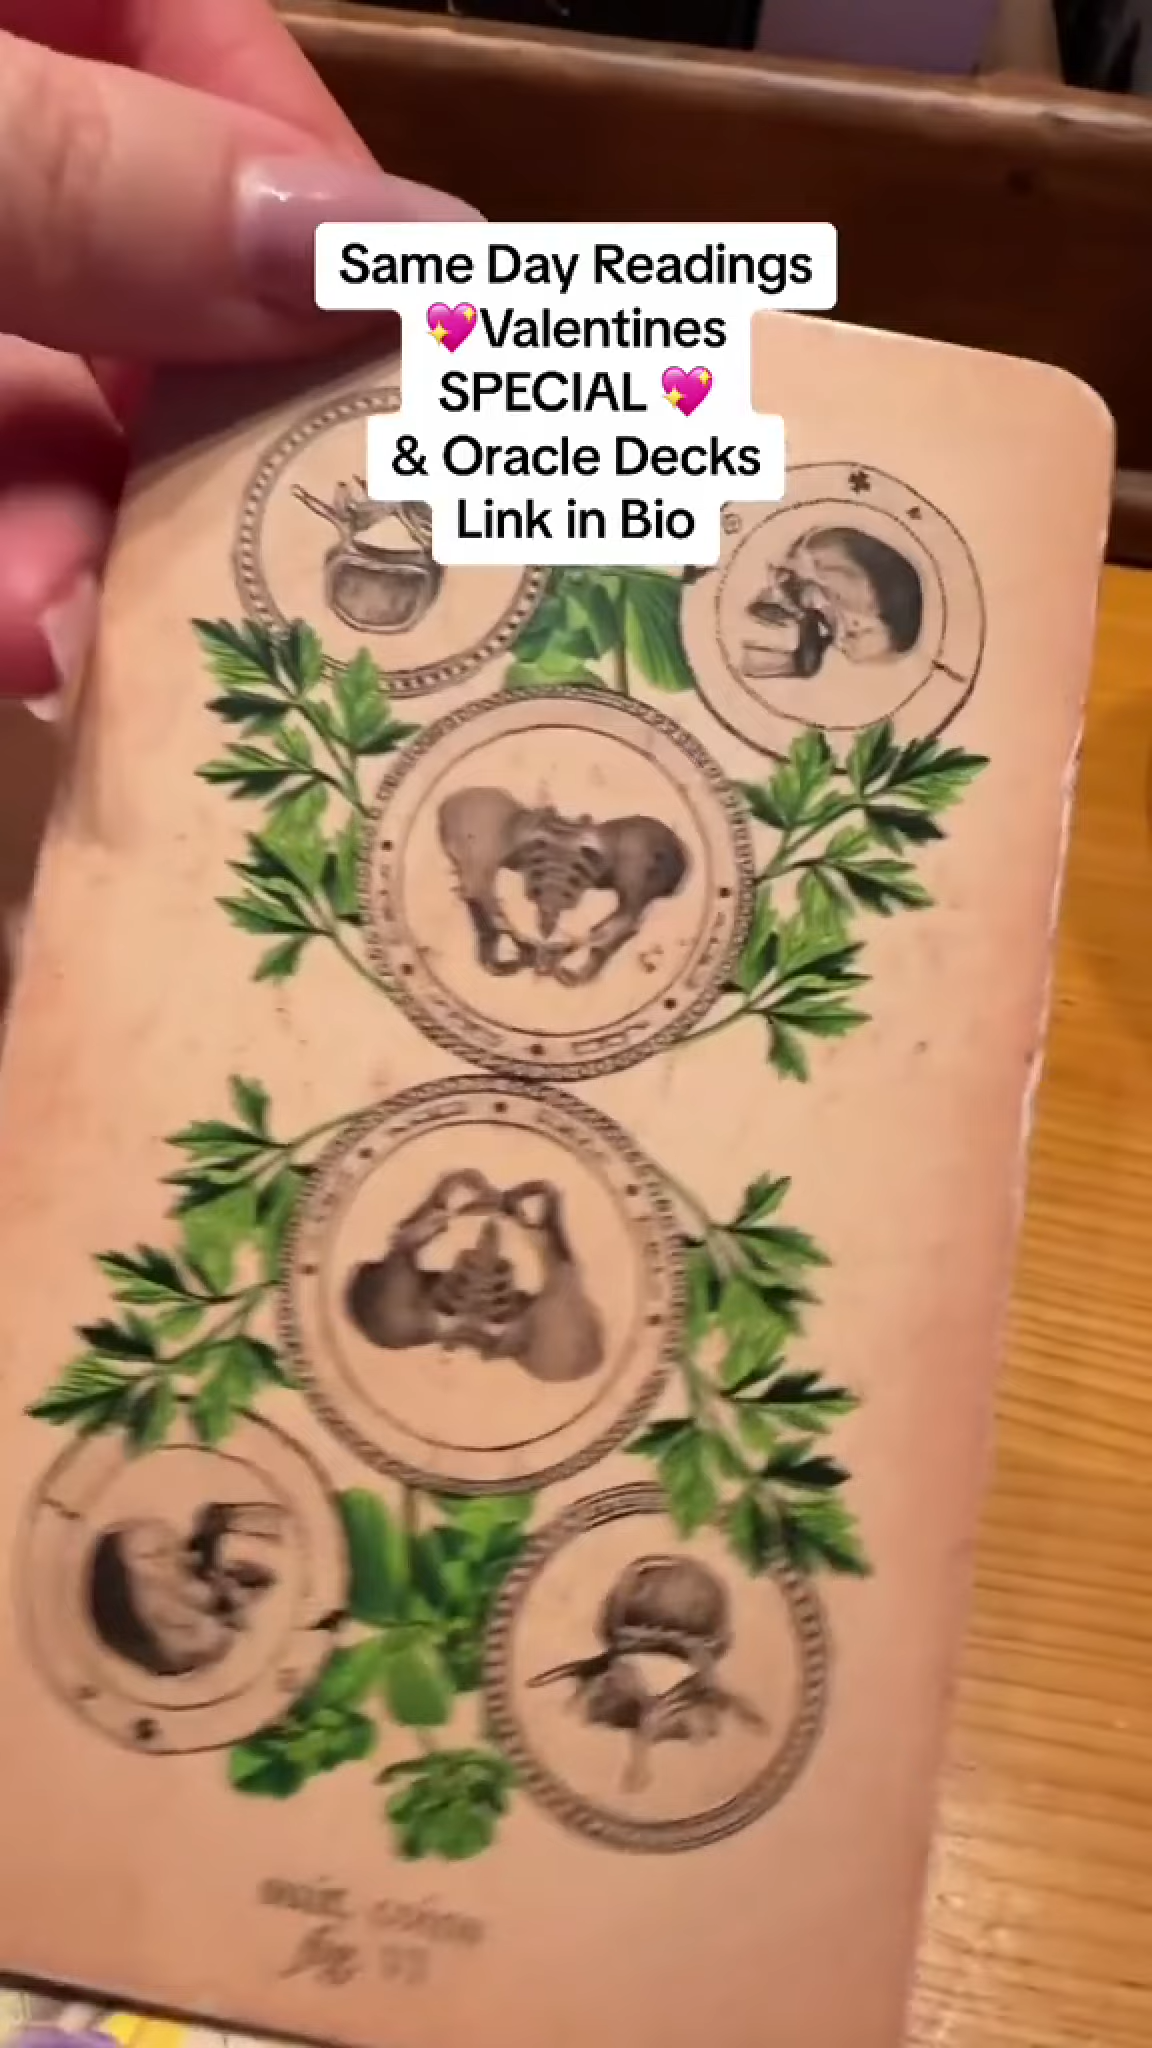 Same Day Readings
💖Valentines
SPECIAL 💖
& Oracle Decks
Link in Bio